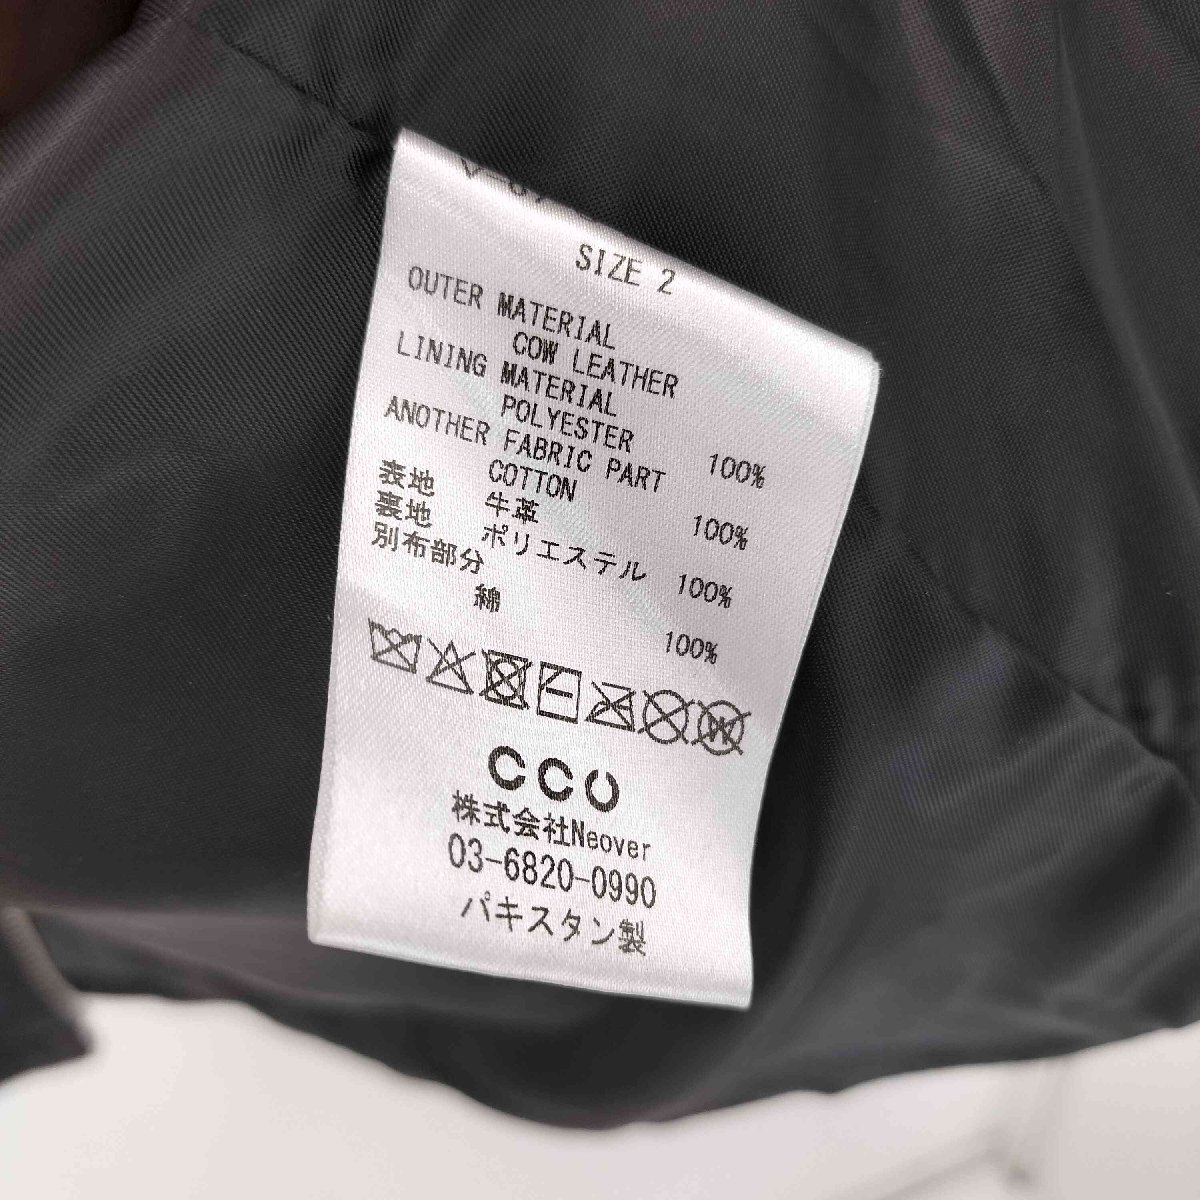 SIZE 2
OUTER MATERIAL
COW LEATHER
LINING MATERIAL
POLYESTER 100%
ANOTHER FABRIC PART
COTTON 100%
表地 牛革
裏地 ポリエステル 100%
別布部分
綿 100%
W
CCU
株式会社Neover
03-6820-0990
パキスタン製